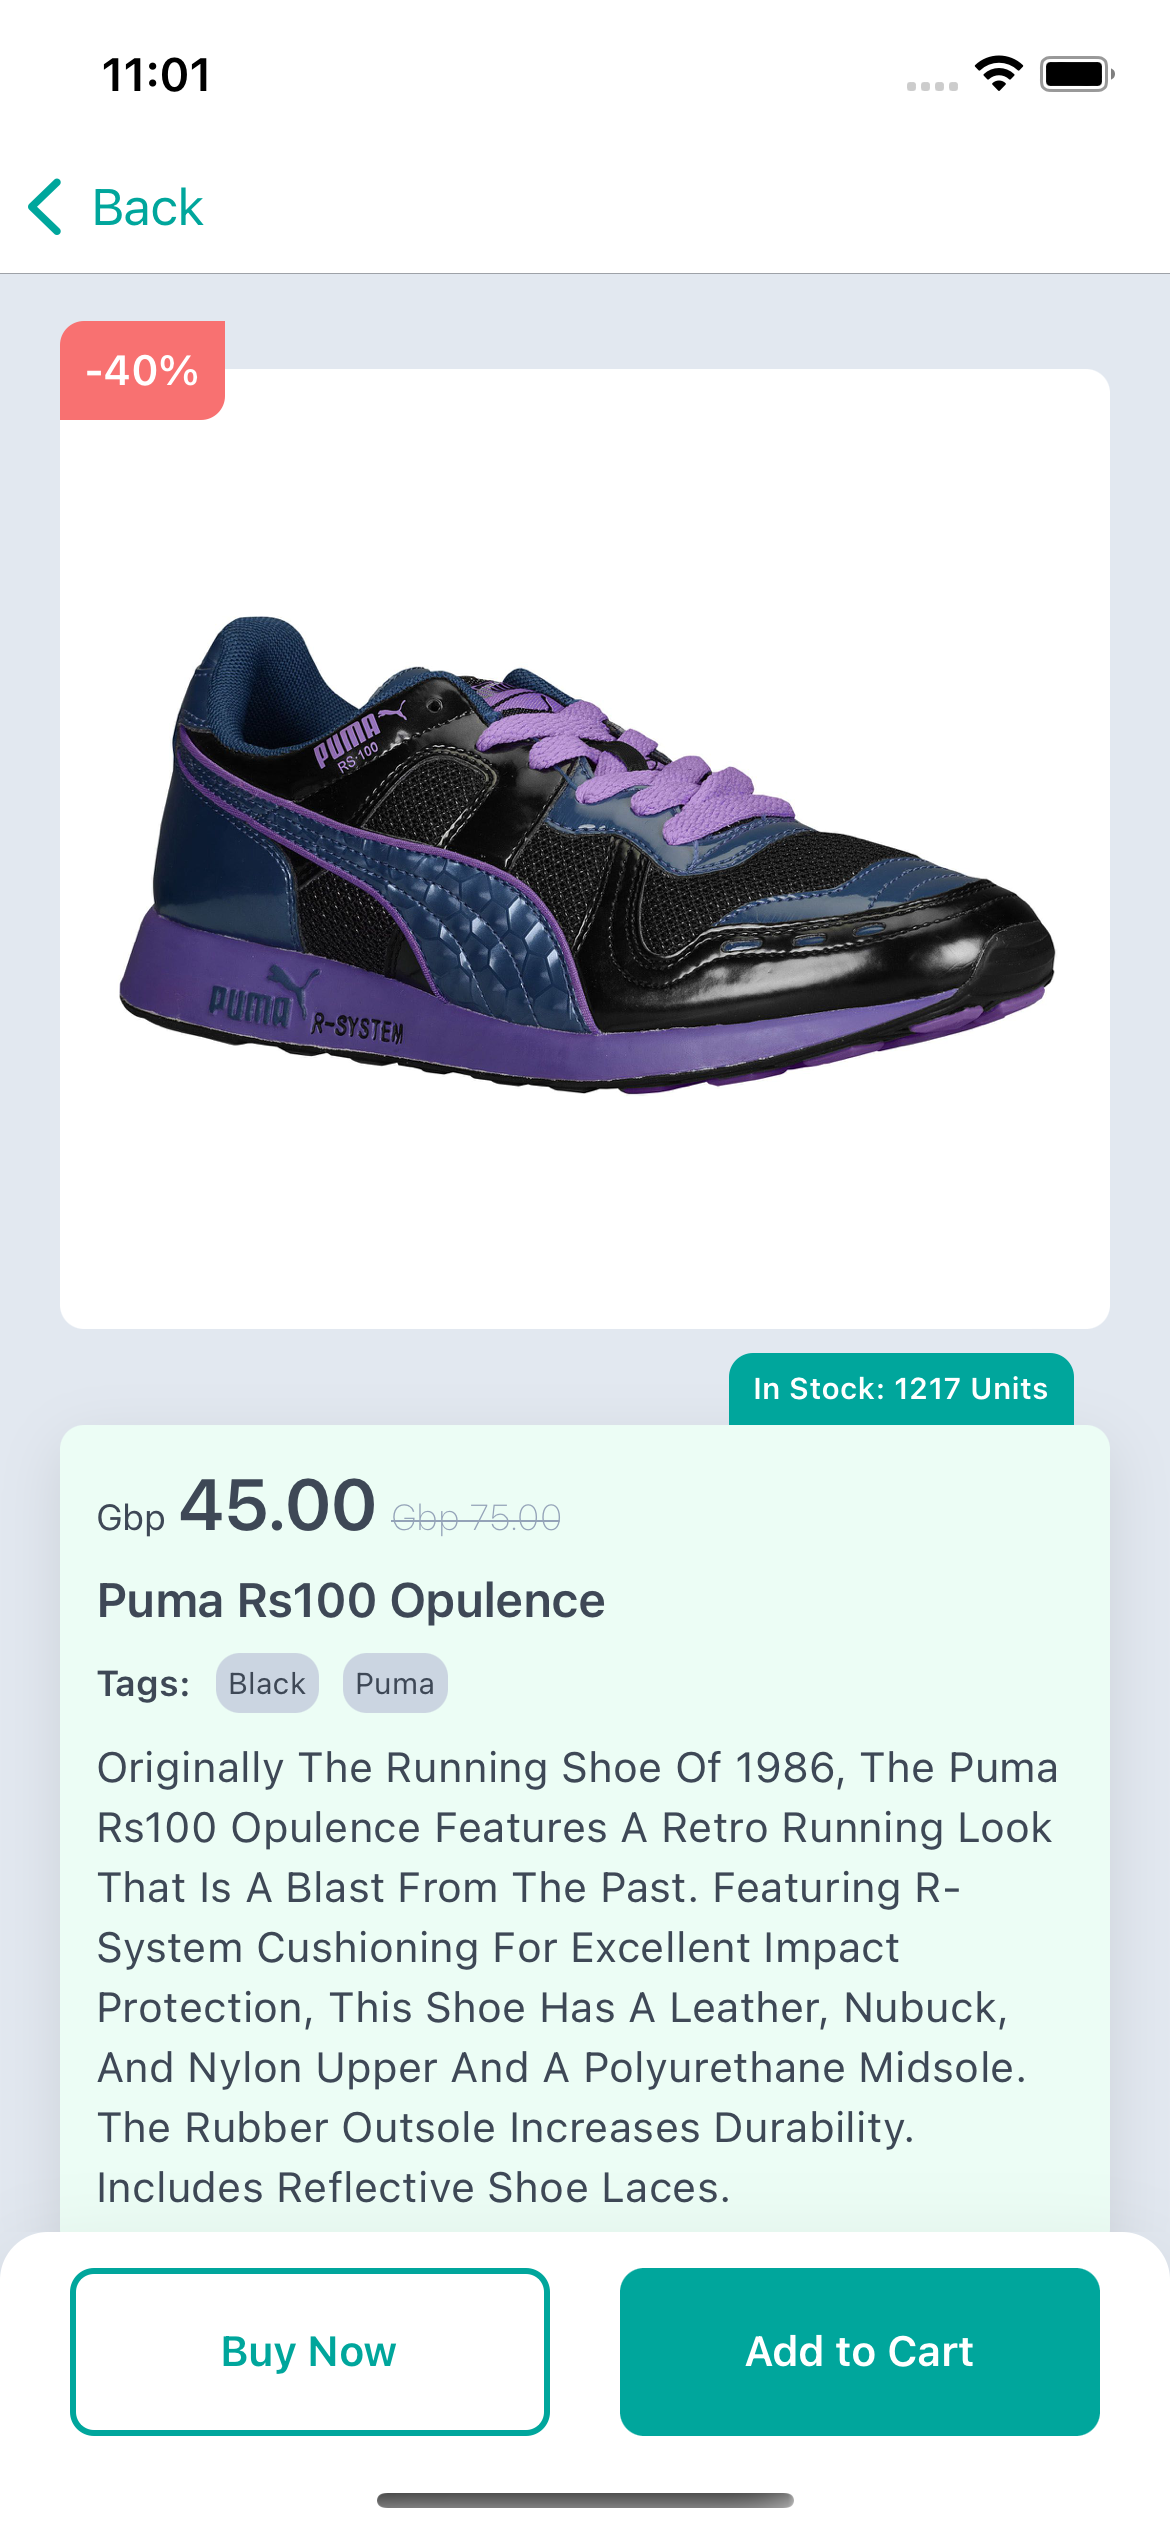 11:01
Back
-40%
PUMA
RS-100
PUMA
R-SYSTEM
In Stock: 1217 Units
Gbp 45.00 Gbp 75.00
Puma Rs100 Opulence
Tags: Black Puma
Originally The Running Shoe Of 1986, The Puma
Rs100 Opulence Features A Retro Running Look
That Is A Blast From The Past. Featuring R-
System Cushioning For Excellent Impact
Protection, This Shoe Has A Leather, Nubuck,
And Nylon Upper And A Polyurethane Midsole.
The Rubber Outsole Increases Durability.
Includes Reflective Shoe Laces.
Buy Now Add to Cart